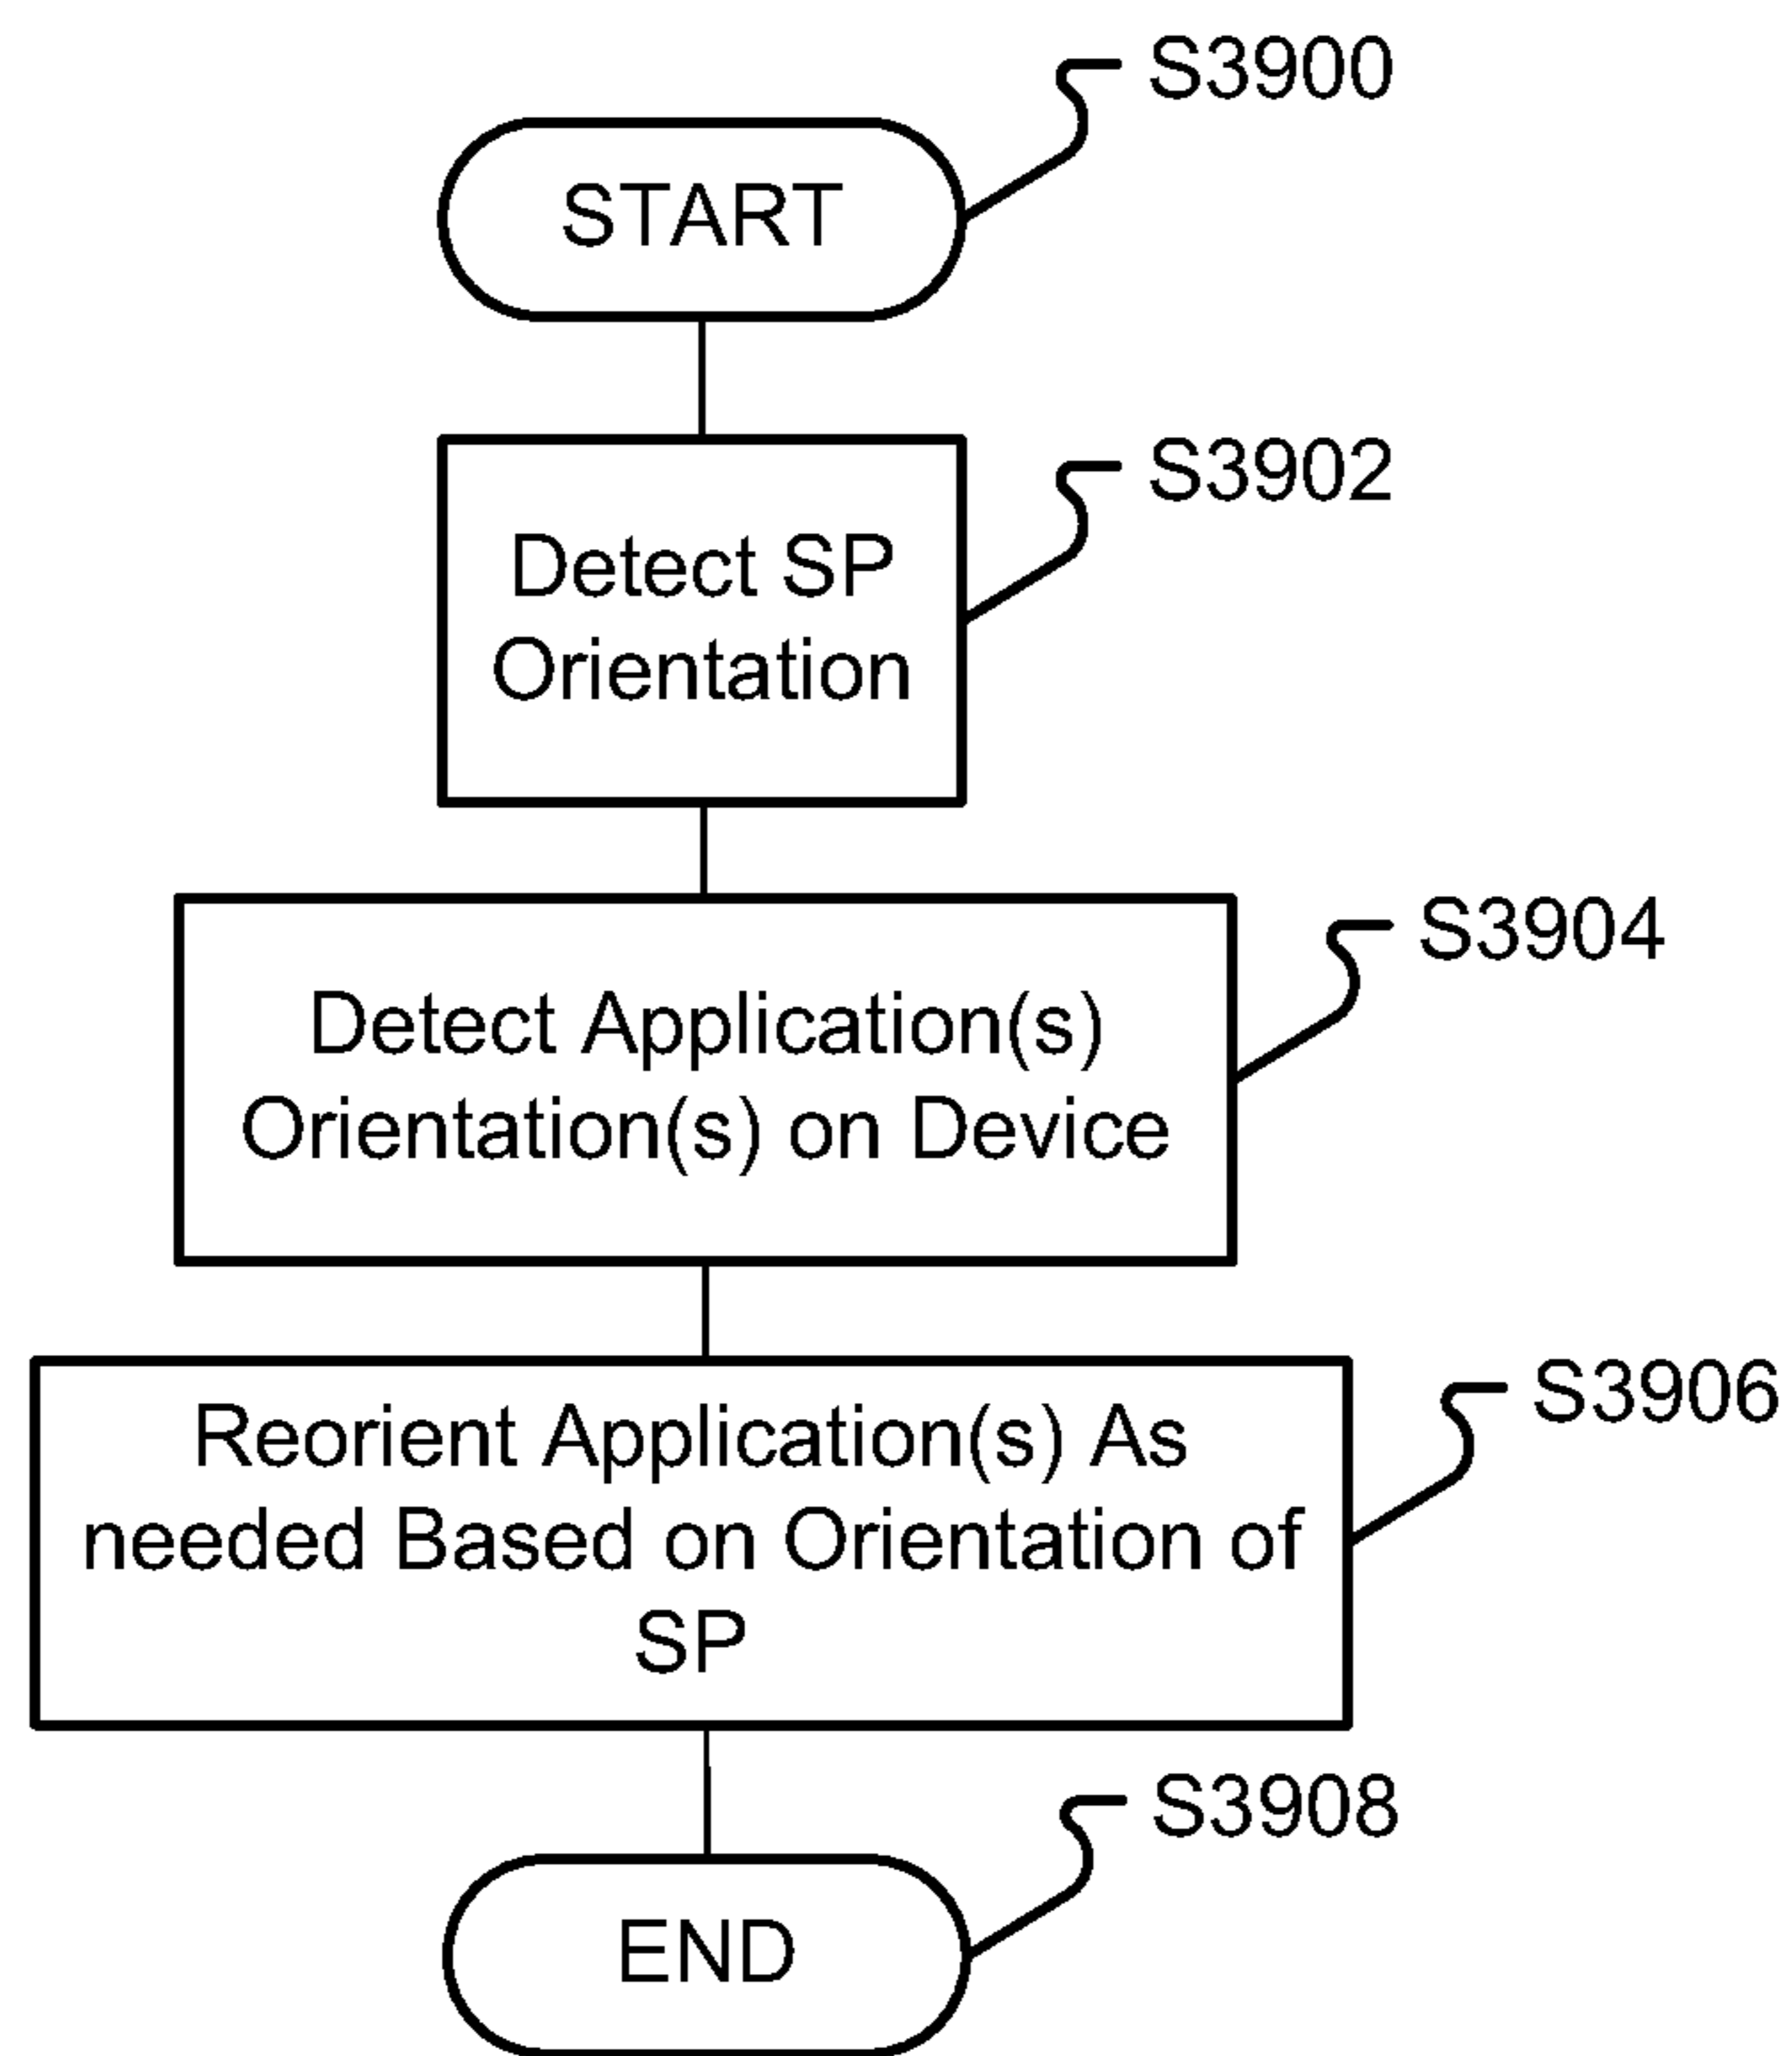 S3900
START
S3902
Detect SP
Orientation
S3904
Detect Application(s)
Orientation(s) on Device
S3906
Reorient Application(s) As
needed Based on Orientation of
SP
S3908
END